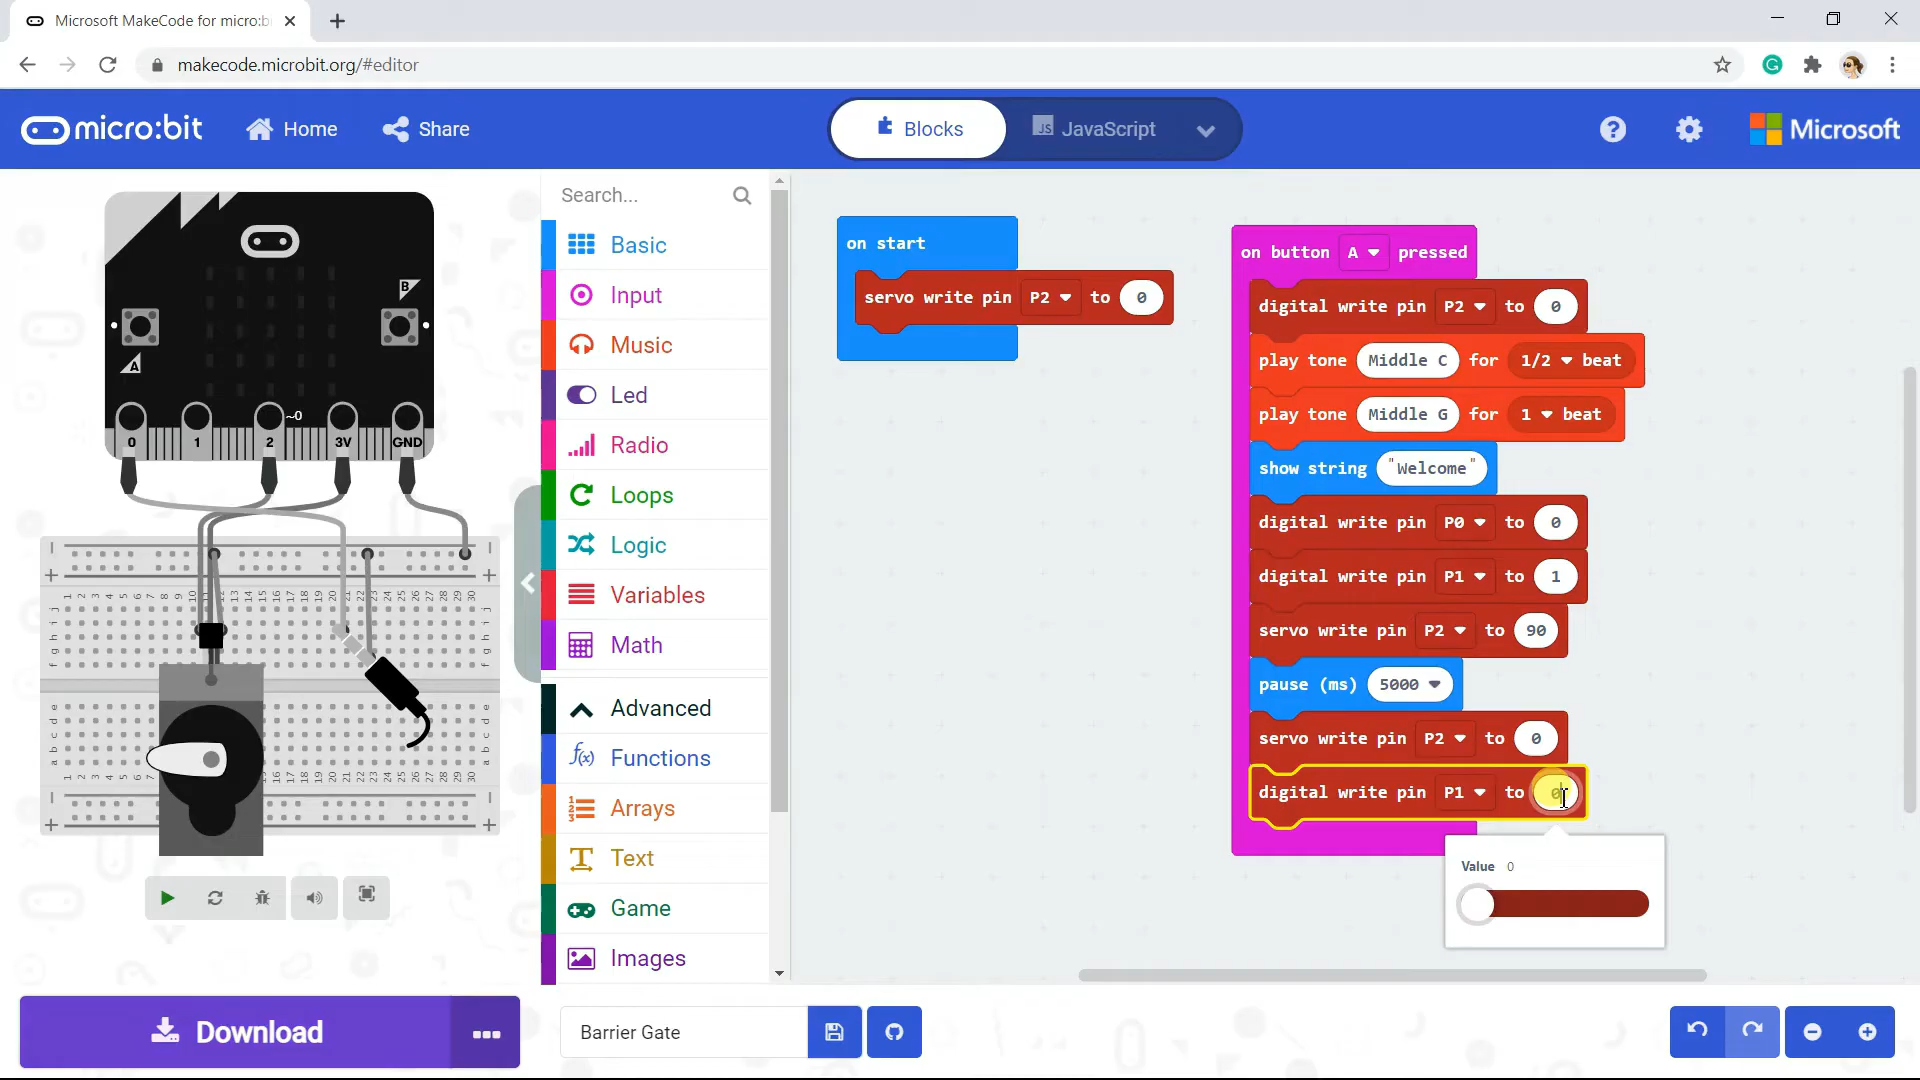 Microsoft MakeCode for micro:b
makecode.microbit.org/#editor
micro:bit
Home
Share
Blocks
JS JavaScript
?
Microsoft
A
B
~0
0 1 2 3V GND
Search...
Basic
Input
Music
Led
Radio
Loops
Logic
Variables
Math
Advanced
f(x) Functions
Arrays
Text
Game
Images
on start
servo write pin P2 to 0
on button A pressed
digital write pin P2 to 0
play tone Middle C for 1/2 beat
play tone Middle G for 1 beat
show string "Welcome"
digital write pin P0 to 0
digital write pin P1 to 1
servo write pin P2 to 90
pause (ms) 5000
servo write pin P2 to 0
digital write pin P1 to 0
Value 0
Download
Barrier Gate